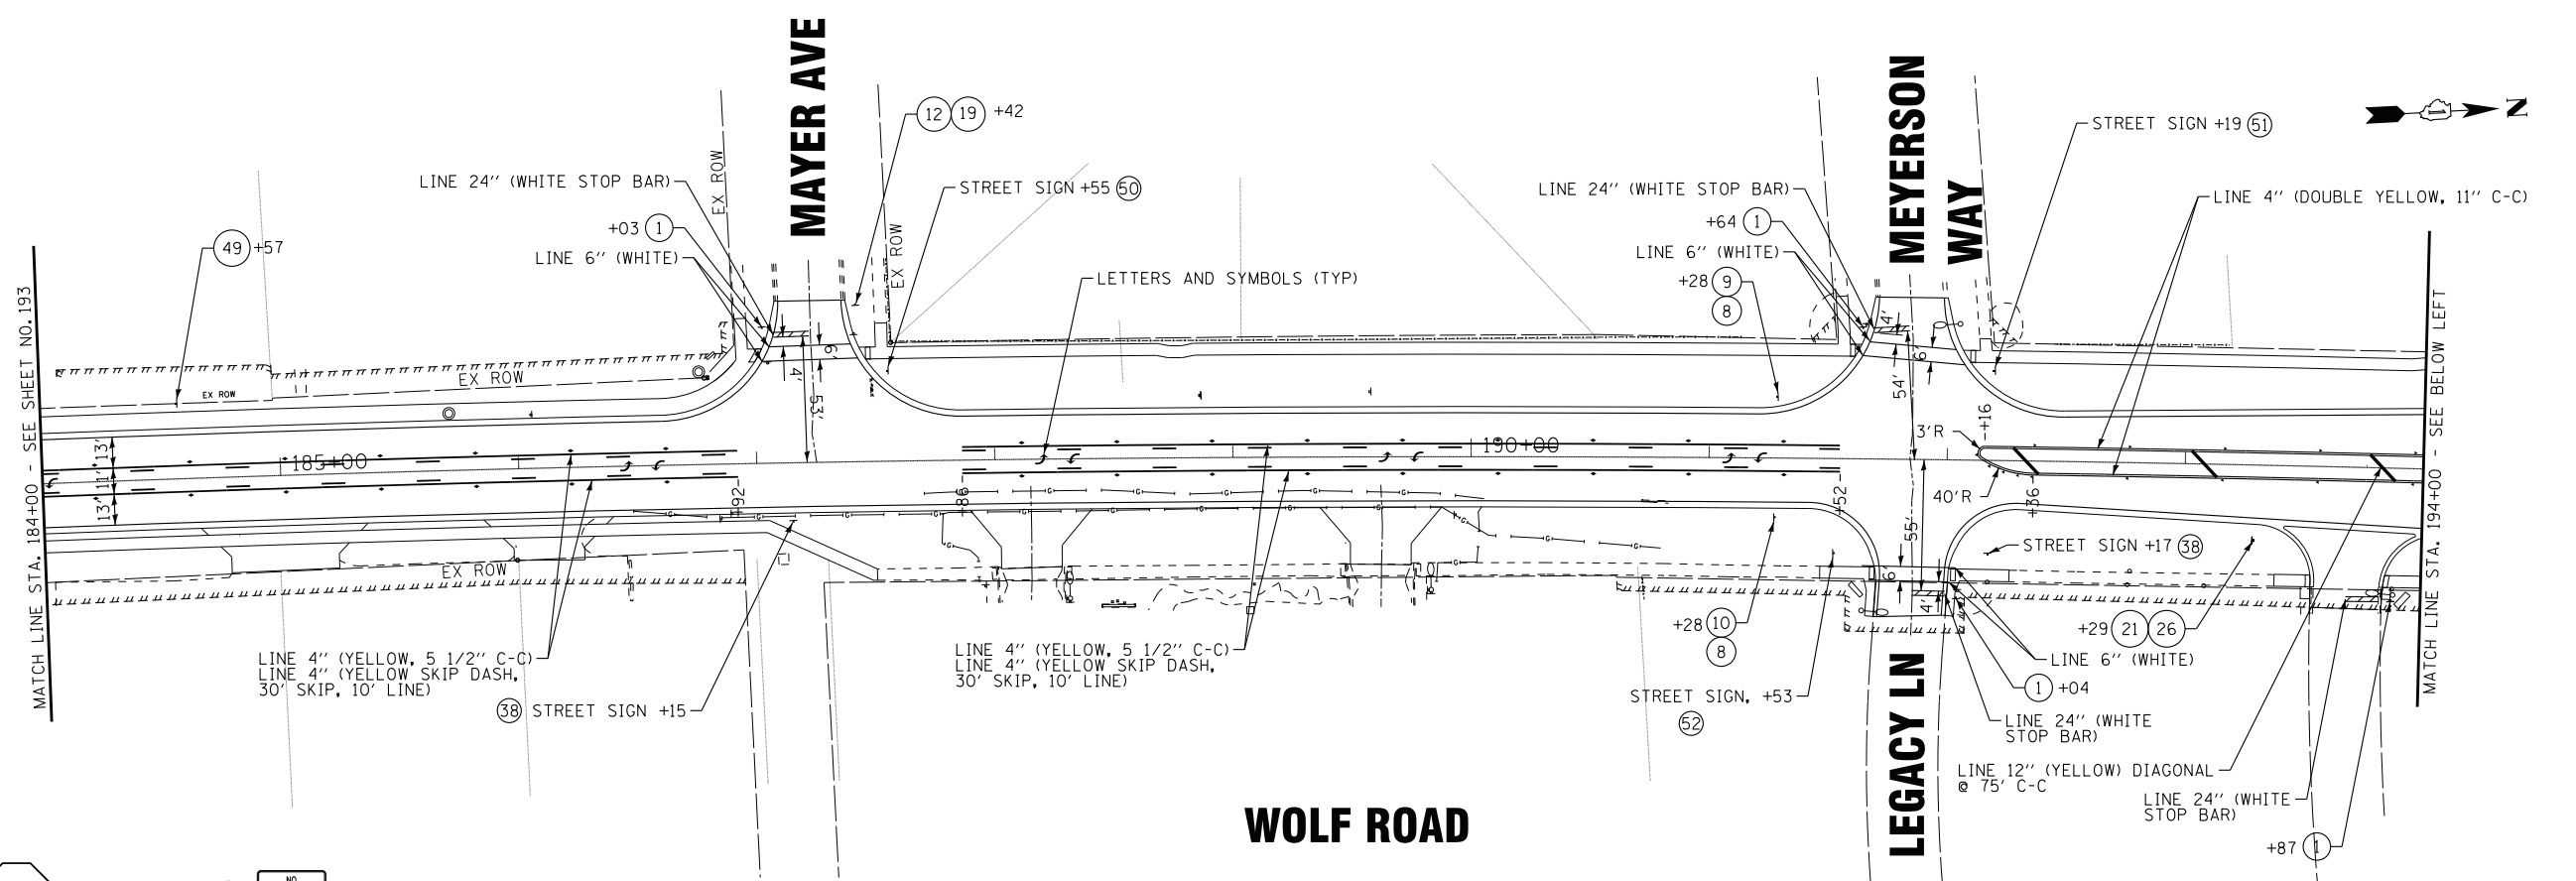 MAYER AVE
MEYERSON
WAY
N
12 19 +42
STREET SIGN +19 51
LINE 24" (WHITE STOP BAR)
EX ROW
STREET SIGN +55 50
LINE 24" (WHITE STOP BAR)
LINE 4" (DOUBLE YELLOW, 11" C-C)
+03 1
+64 1
49 +57
LINE 6" (WHITE)
EX ROW
LINE 6" (WHITE)
LETTERS AND SYMBOLS (TYP)
+28 9
8
MATCH LINE STA. 184+00 - SEE SHEET NO.193
MATCH LINE STA. 194+00 - SEE BELOW LEFT
4'
6'
6'
EX ROW
EX ROW
4'
53'
54'
+16
3'R
13'
11'
13'
185+00
190+00
+92
+86
+52
40'R
+36
55'
G G G G G G
G G G G G G G G
G G G G
STREET SIGN +17 38
EX ROW
6'
4'
+28 10
8
+29 21 26
LINE 4" (YELLOW, 5 1/2" C-C)
LINE 4" (YELLOW SKIP DASH,
30' SKIP, 10' LINE)
LINE 4" (YELLOW, 5 1/2" C-C)
LINE 4" (YELLOW SKIP DASH,
30' SKIP, 10' LINE)
LINE 6" (WHITE)
1 +04
38 STREET SIGN +15
STREET SIGN, +53
52
LINE 24" (WHITE
STOP BAR)
LINE 12" (YELLOW) DIAGONAL
@ 75' C-C
LINE 24" (WHITE
STOP BAR)
LEGACY LN
WOLF ROAD
+87 1
NO